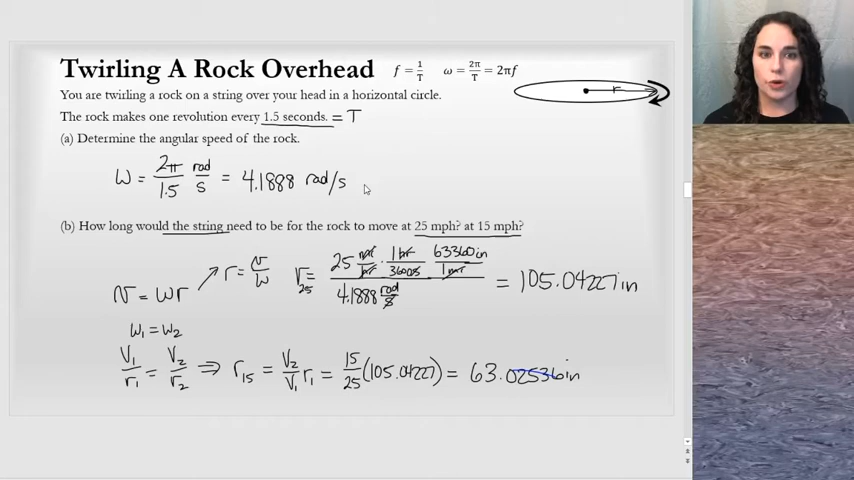 Twirling A Rock Overhead f = 1/T ω = 2π/T = 2πf
r
You are twirling a rock on a string over your head in a horizontal circle.
The rock makes one revolution every 1.5 seconds. = T
(a) Determine the angular speed of the rock.
ω = 2π/1.5 rad/s = 4.1888 rad/s
(b) How long would the string need to be for the rock to move at 25 mph? at 15 mph?
v = ωr → r = v/ω r₂₅ = (25 mi/hr · 1hr/3600s · 63360in/1mi)/(4.1888 rad/s) = 105.04227in
ω₁ = ω₂
V₁/r₁ = V₂/r₂ ⇒ r₁₅ = V₂/V₁ r₁ = 15/25 (105.04227) = 63.02536in